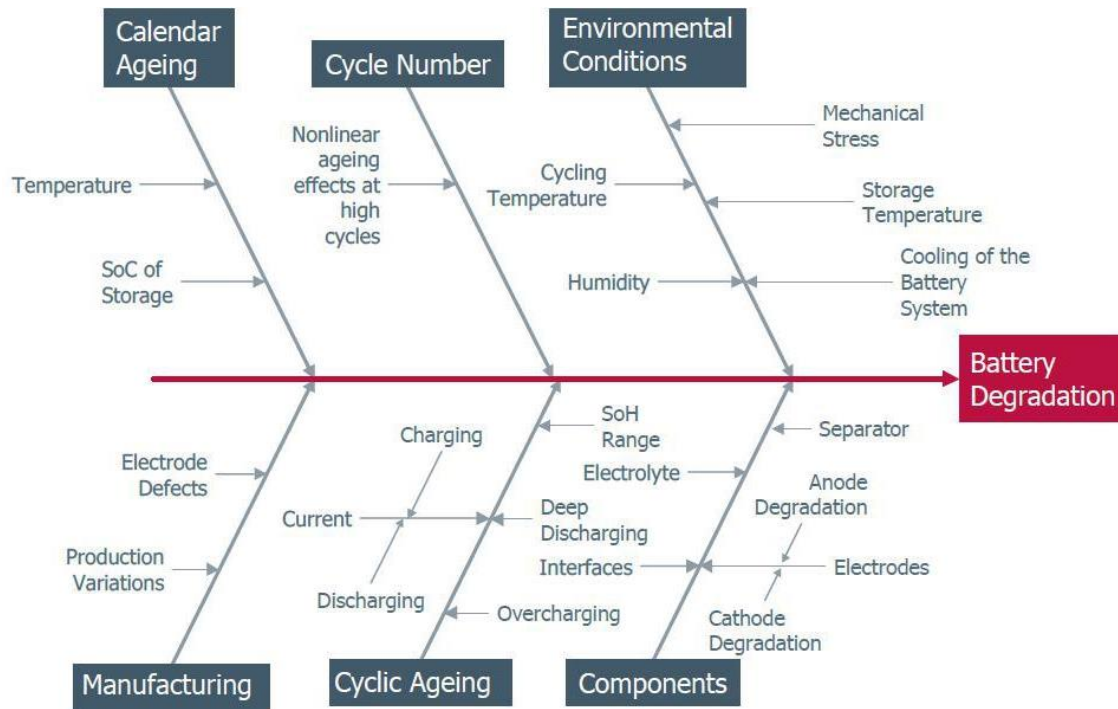 Calendar
Ageing
Cycle Number
Environmental
Conditions
Temperature
SoC of
Storage
Nonlinear
ageing
effects at
high
cycles
Mechanical
Stress
Cycling
Temperature
Storage
Temperature
Humidity
Cooling of the
Battery
System
Battery
Degradation
Electrode
Defects
Production
Variations
Charging
Current
Discharging
SoH
Range
Deep
Discharging
Overcharging
Separator
Electrolyte
Anode
Degradation
Interfaces
Electrodes
Cathode
Degradation
Manufacturing
Cyclic Ageing
Components